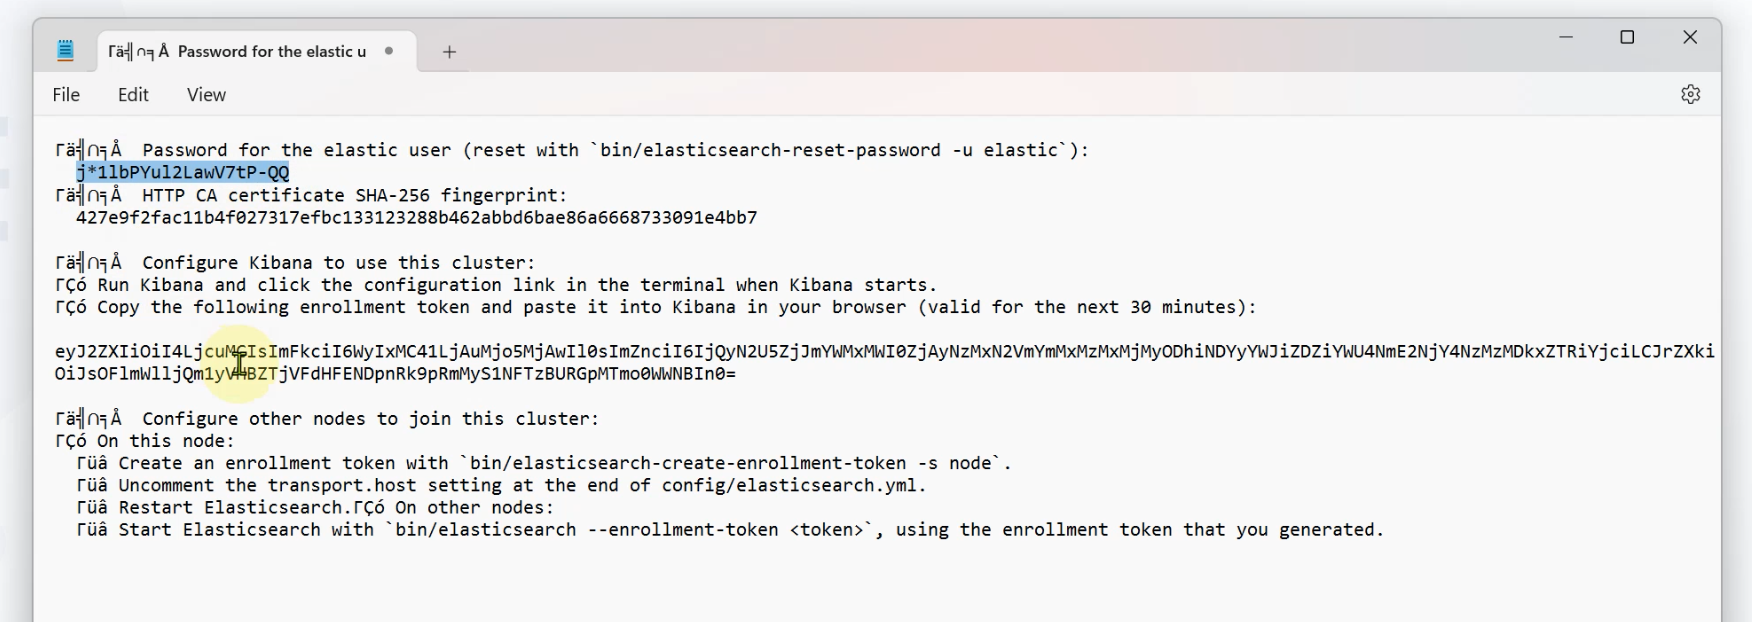 Γä╣∩╕Å Password for the elastic u
File Edit View
Γä╣∩╕Å  Password for the elastic user (reset with `bin/elasticsearch-reset-password -u elastic`):
j*1lbPYul2LawV7tP-QQ
Γä╣∩╕Å  HTTP CA certificate SHA-256 fingerprint:
427e9f2fac11b4f027317efbc133123288b462abbd6bae86a6668733091e4bb7
Γä╣∩╕Å  Configure Kibana to use this cluster:
ΓÇó Run Kibana and click the configuration link in the terminal when Kibana starts.
ΓÇó Copy the following enrollment token and paste it into Kibana in your browser (valid for the next 30 minutes):
eyJ2ZXIiOiI4LjcuMCIsImFkciI6WyIxMC41LjAuMjo5MjAwIl0sImZnciI6IjQyN2U5ZjJmYWMxMWI0ZjAyNzMxN2VmYmMxMzMxMjMyODhiNDYyYWJiZDZiYWU4NmE2NjY4NzMzMDkxZTRiYjciLCJrZXki
Γä╣∩╕Å  Configure other nodes to join this cluster:
ΓÇó On this node:
Γüâ Create an enrollment token with `bin/elasticsearch-create-enrollment-token -s node`.
Γüâ Uncomment the transport.host setting at the end of config/elasticsearch.yml.
Γüâ Restart Elasticsearch.ΓÇó On other nodes:
Γüâ Start Elasticsearch with `bin/elasticsearch --enrollment-token <token>`, using the enrollment token that you generated.